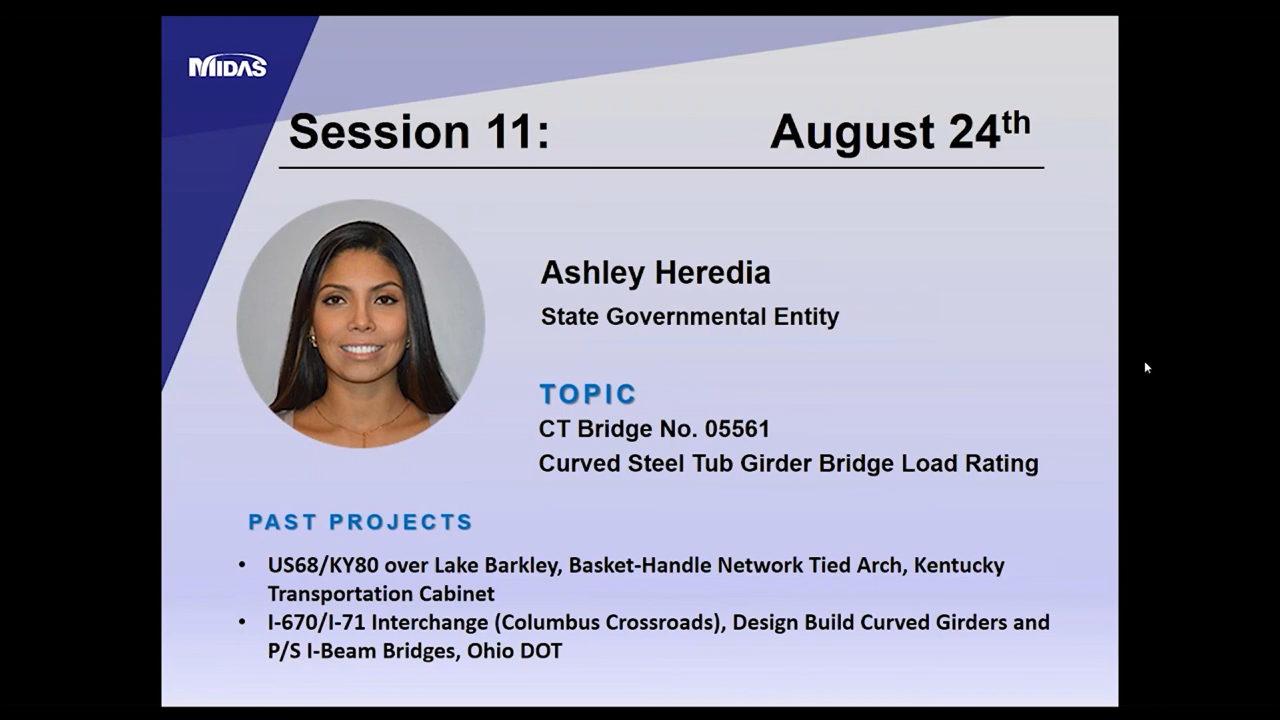 MIDAS
Session 11: August 24th
Ashley Heredia
State Governmental Entity
TOPIC
CT Bridge No. 05561
Curved Steel Tub Girder Bridge Load Rating
PAST PROJECTS
• US68/KY80 over Lake Barkley, Basket-Handle Network Tied Arch, Kentucky
Transportation Cabinet
• I-670/I-71 Interchange (Columbus Crossroads), Design Build Curved Girders and
P/S I-Beam Bridges, Ohio DOT